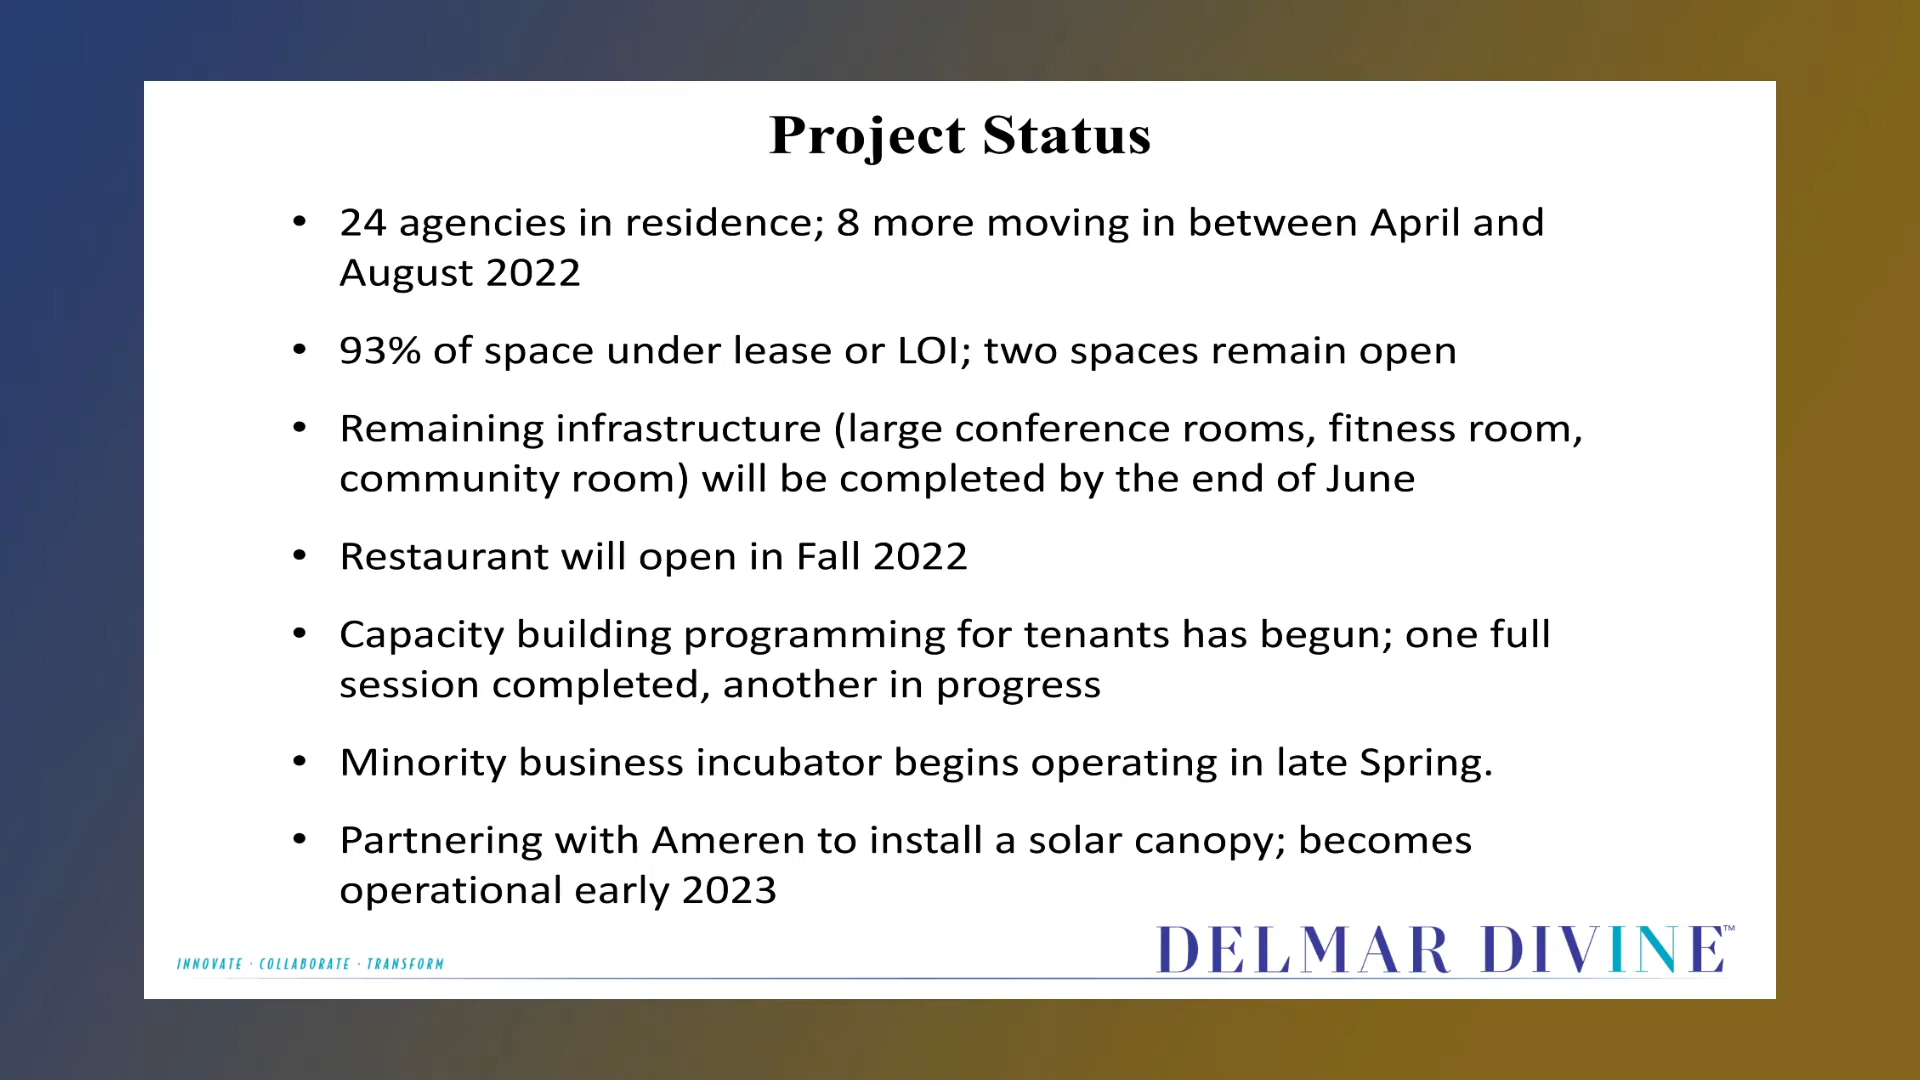 Project Status
• 24 agencies in residence; 8 more moving in between April and
August 2022
• 93% of space under lease or LOI; two spaces remain open
• Remaining infrastructure (large conference rooms, fitness room,
community room) will be completed by the end of June
• Restaurant will open in Fall 2022
• Capacity building programming for tenants has begun; one full
session completed, another in progress
• Minority business incubator begins operating in late Spring.
• Partnering with Ameren to install a solar canopy; becomes
operational early 2023
INNOVATE · COLLABORATE · TRANSFORM
DELMAR DIVINE™